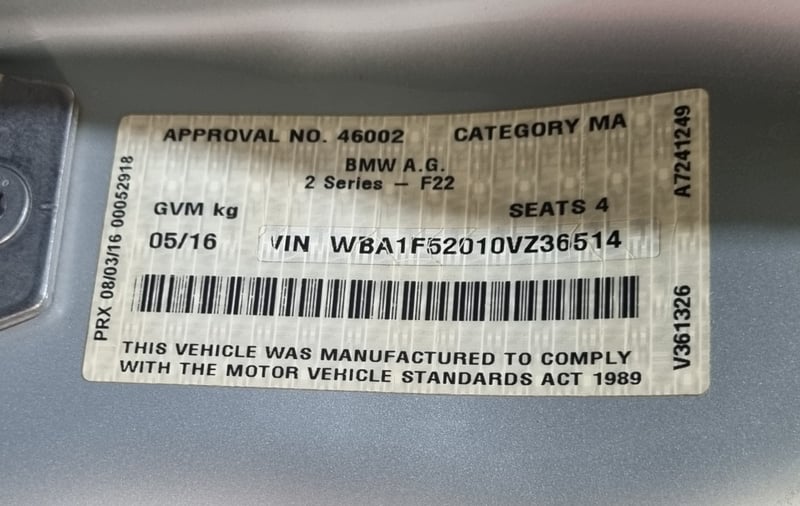 APPROVAL NO. 46002 CATEGORY MA
BMW A.G.
2 Series – F22
GVM kg SEATS 4
05/16 VIN WBA1F52010VZ36514
THIS VEHICLE WAS MANUFACTURED TO COMPLY
WITH THE MOTOR VEHICLE STANDARDS ACT 1989
PRX 08/03/16 00052918
A7241249
V361326